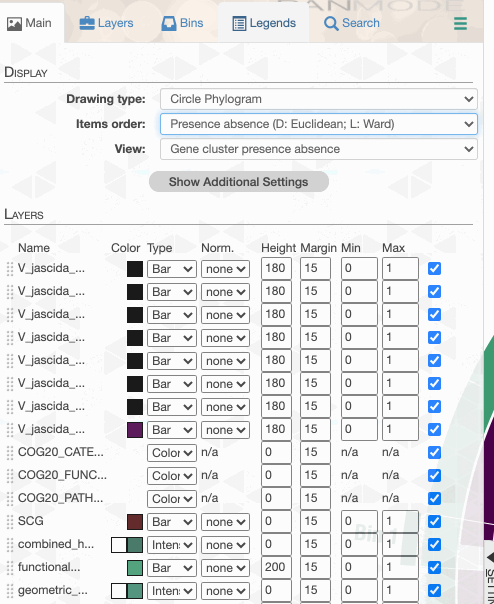 PANMODE
Main Layers Bins Legends Search
DISPLAY
Drawing type: Circle Phylogram
Items order: Presence absence (D: Euclidean; L: Ward)
View: Gene cluster presence absence
Show Additional Settings
LAYERS
Name Color Type Norm. Height Margin Min Max
V_jascida_... Bar none 180 15 0 1
V_jascida_... Bar none 180 15 0 1
V_jascida_... Bar none 180 15 0 1
V_jascida_... Bar none 180 15 0 1
V_jascida_... Bar none 180 15 0 1
V_jascida_... Bar none 180 15 0 1
V_jascida_... Bar none 180 15 0 1
V_jascida_... Bar none 180 15 0 1
COG20_CATE... Color n/a 0 15 n/a n/a
COG20_FUNC... Color n/a 0 15 n/a n/a
COG20_PATH... Color n/a 0 15 n/a n/a
SCG Bar none 0 15 0 1
combined_h... Inten none 0 15 0 1
functional... Bar none 200 15 0 1
geometric_... Inten none 0 15 0 1